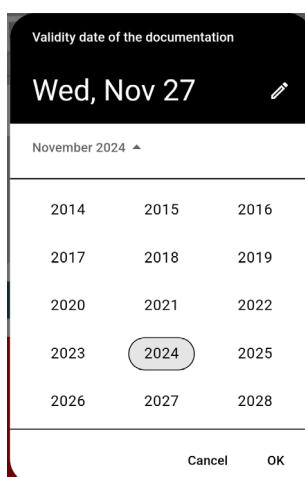 Validity date of the documentation
Wed, Nov 27
November 2024
2014 2015 2016
2017 2018 2019
2020 2021 2022
2023 2024 2025
2026 2027 2028
Cancel OK